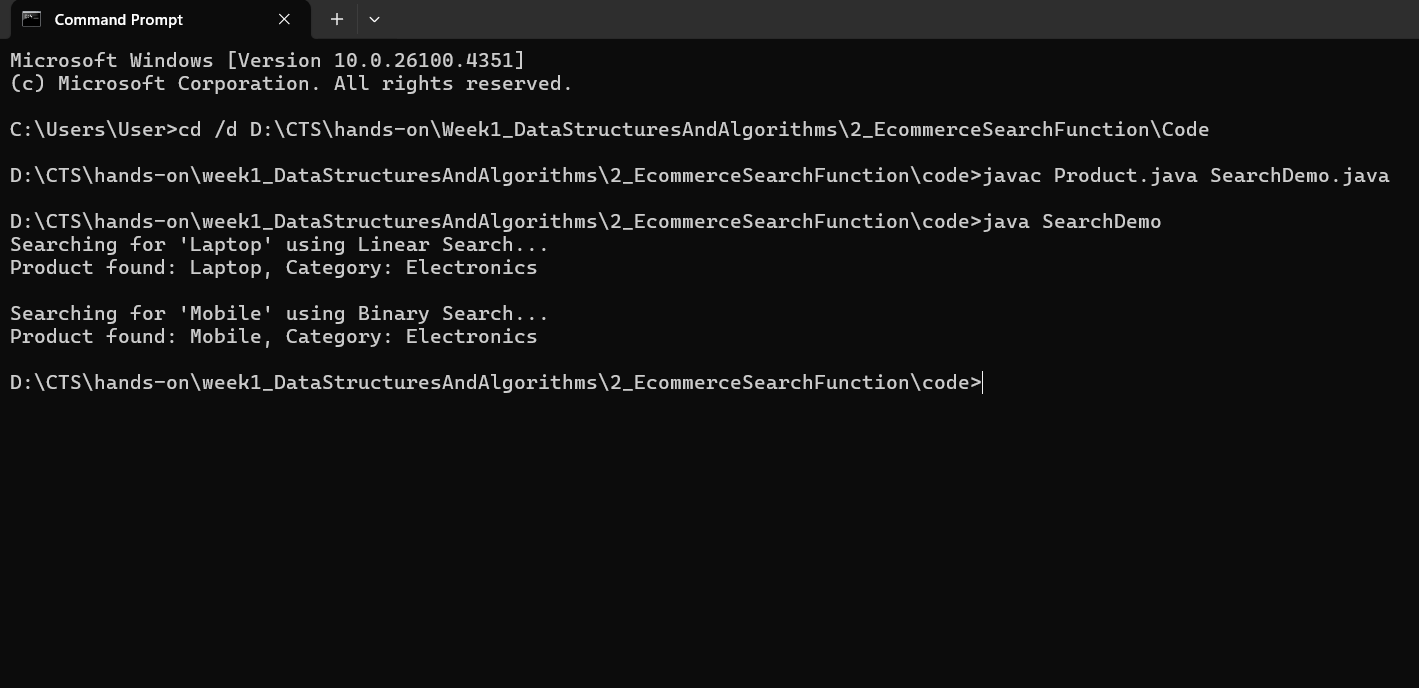 Command Prompt
Microsoft Windows [Version 10.0.26100.4351]
(c) Microsoft Corporation. All rights reserved.
C:\Users\User>cd /d D:\CTS\hands-on\Week1_DataStructuresAndAlgorithms\2_EcommerceSearchFunction\Code
D:\CTS\hands-on\week1_DataStructuresAndAlgorithms\2_EcommerceSearchFunction\code>javac Product.java SearchDemo.java
D:\CTS\hands-on\week1_DataStructuresAndAlgorithms\2_EcommerceSearchFunction\code>java SearchDemo
Searching for 'Laptop' using Linear Search...
Product found: Laptop, Category: Electronics
Searching for 'Mobile' using Binary Search...
Product found: Mobile, Category: Electronics
D:\CTS\hands-on\week1_DataStructuresAndAlgorithms\2_EcommerceSearchFunction\code>